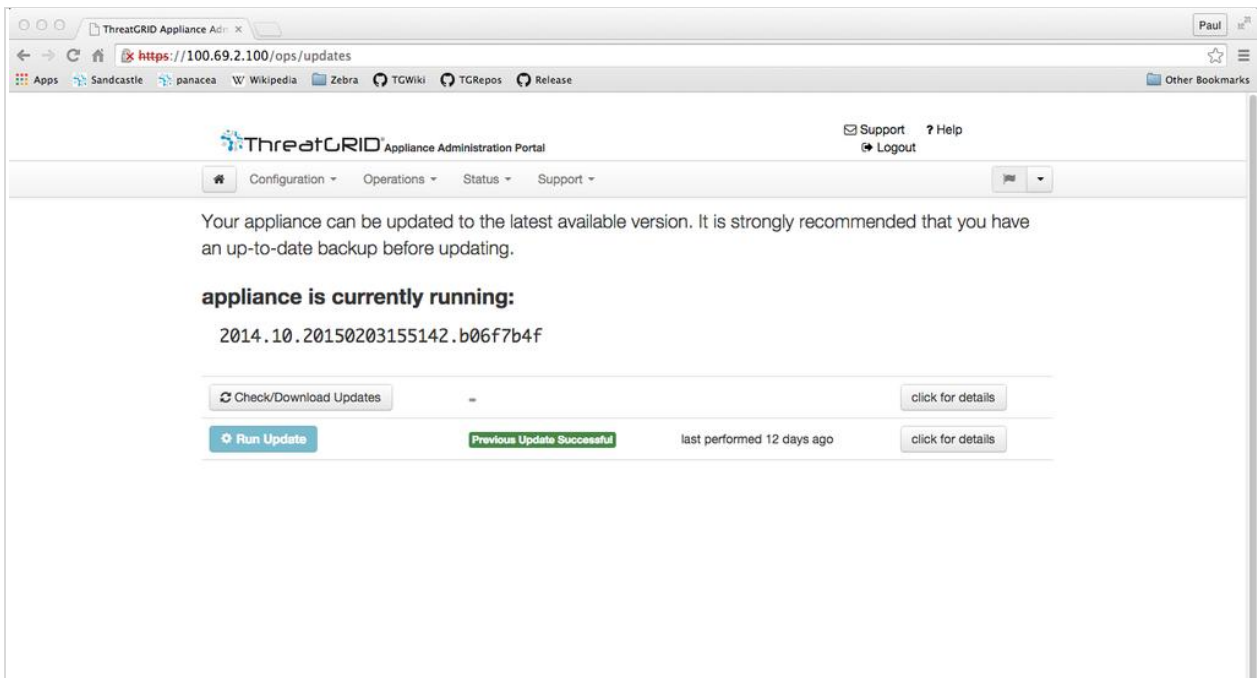 ThreatGRID Appliance Adm
Paul
https://100.69.2.100/ops/updates
Apps Sandcastle panacea W Wikipedia Zebra TGWiki TGRepos Release Other Bookmarks
ThreatGRID® Appliance Administration Portal
Support ? Help
Logout
Configuration Operations Status Support
Your appliance can be updated to the latest available version. It is strongly recommended that you have
an up-to-date backup before updating.
appliance is currently running:
2014.10.20150203155142.b06f7b4f
Check/Download Updates - click for details
Run Update Previous Update Successful last performed 12 days ago click for details